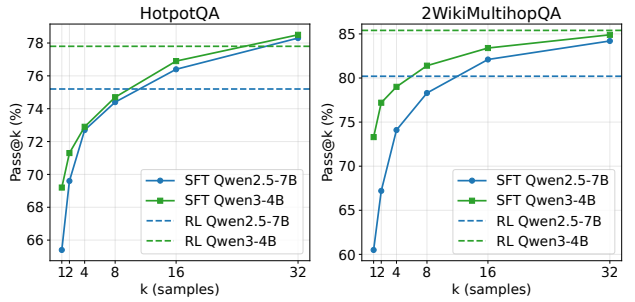 HotpotQA
Pass@k (%)
78
76
74
72
70
68
66
1 2 4 8 16 32
k (samples)
SFT Qwen2.5-7B
SFT Qwen3-4B
RL Qwen2.5-7B
RL Qwen3-4B
2WikiMultihopQA
Pass@k (%)
85
80
75
70
65
60
1 2 4 8 16 32
k (samples)
SFT Qwen2.5-7B
SFT Qwen3-4B
RL Qwen2.5-7B
RL Qwen3-4B